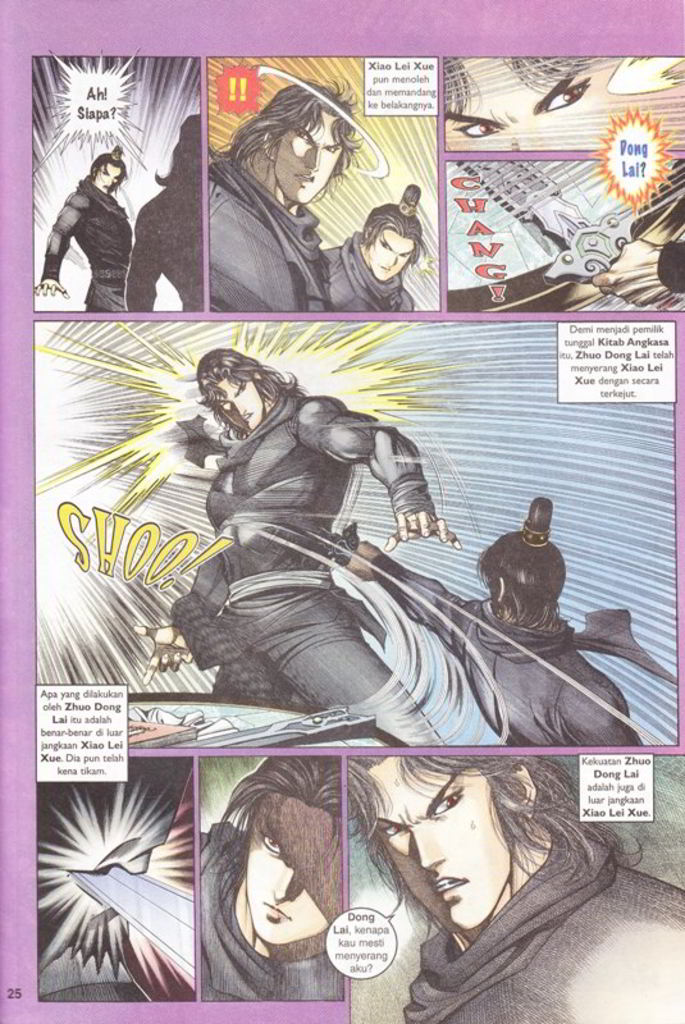 Ah!
Siapa?
!!
Xiao Lei Xue
pun menoleh
dan memandang
ke belakangnya.
Dong
Lai?
CHANG!
Demi menjadi pemilik
tunggal Kitab Angkasa
itu, Zhuo Dong Lai telah
menyerang Xiao Lei
Xue dengan secara
terkejut.
SHOO!
Apa yang dilakukan
oleh Zhuo Dong
Lai itu adalah
benar-benar di luar
jangkaan Xiao Lei
Xue. Dia pun telah
kena tikam.
Kekuatan Zhuo
Dong Lai
adalah juga di
luar jangkaan
Xiao Lei Xue.
Dong
Lai, kenapa
kau mesti
menyerang
aku?
25